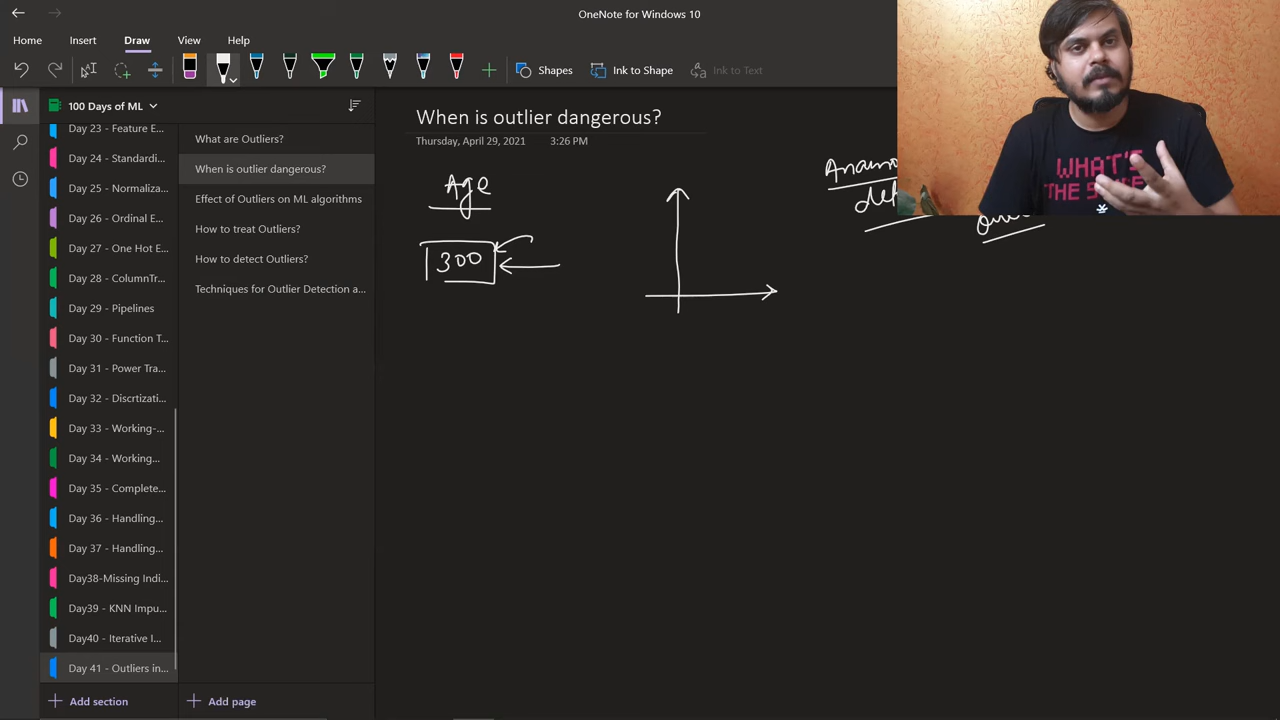 OneNote for Windows 10
Home
Insert
Draw
View
Help
Shapes
Ink to Shape
Ink to Text
100 Days of ML
Day 23 - Feature E...
Day 24 - Standardi...
Day 25 - Normaliza...
Day 26 - Ordinal E...
Day 27 - One Hot E...
Day 28 - ColumnTr...
Day 29 - Pipelines
Day 30 - Function T...
Day 31 - Power Tra...
Day 32 - Discrtizati...
Day 33 - Working-...
Day 34 - Working...
Day 35 - Complete...
Day 36 - Handling...
Day 37 - Handling...
Day38-Missing Indi...
Day39 - KNN Impu...
Day40 - Iterative I...
Day 41 - Outliers in...
Add section
What are Outliers?
When is outlier dangerous?
Effect of Outliers on ML algorithms
How to treat Outliers?
How to detect Outliers?
Techniques for Outlier Detection a...
Add page
When is outlier dangerous?
Thursday, April 29, 2021
3:26 PM
Age
300
WHAT'S
THE